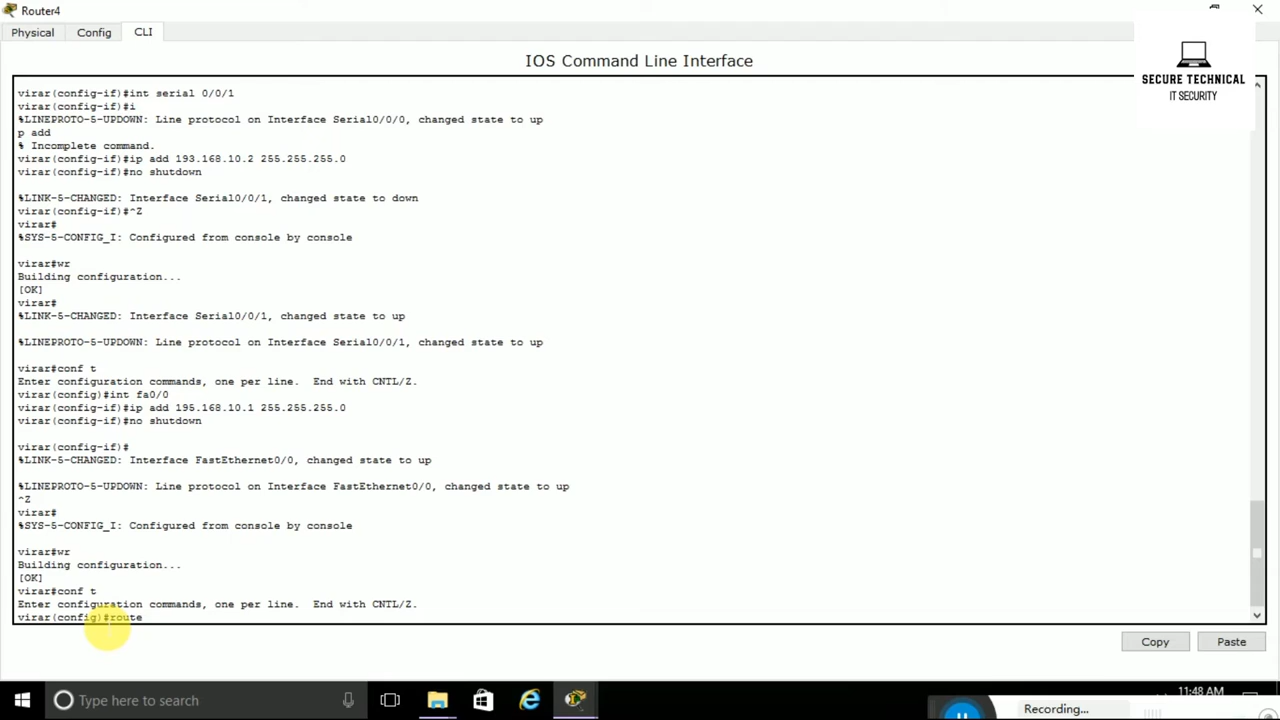 Router4
Physical
Config
CLI
SECURE TECHNICAL
IT SECURITY
IOS Command Line Interface
virar(config-if)#int serial 0/0/1
virar(config-if)#i
%LINEPROTO-5-UPDOWN: Line protocol on Interface Serial0/0/0, changed state to up
p add
% Incomplete command.
virar(config-if)#ip add 193.168.10.2 255.255.255.0
virar(config-if)#no shutdown
%LINK-5-CHANGED: Interface Serial0/0/1, changed state to down
virar(config-if)#^Z
virar#
%SYS-5-CONFIG_I: Configured from console by console
virar#wr
Building configuration...
[OK]
virar#
%LINK-5-CHANGED: Interface Serial0/0/1, changed state to up
%LINEPROTO-5-UPDOWN: Line protocol on Interface Serial0/0/1, changed state to up
virar#conf t
Enter configuration commands, one per line.  End with CNTL/Z.
virar(config)#int fa0/0
virar(config-if)#ip add 195.168.10.1 255.255.255.0
virar(config-if)#no shutdown
virar(config-if)#
%LINK-5-CHANGED: Interface FastEthernet0/0, changed state to up
%LINEPROTO-5-UPDOWN: Line protocol on Interface FastEthernet0/0, changed state to up
^Z
virar#
%SYS-5-CONFIG_I: Configured from console by console
virar#wr
Building configuration...
[OK]
virar#conf t
Enter configuration commands, one per line.  End with CNTL/Z.
virar(config)#route
Copy
Paste
Type here to search
11:48 AM
Recording...